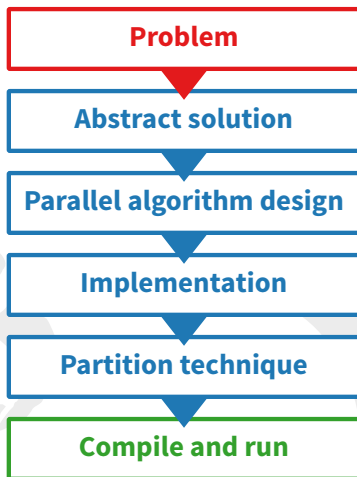 Problem
Abstract solution
Parallel algorithm design
Implementation
Partition technique
Compile and run